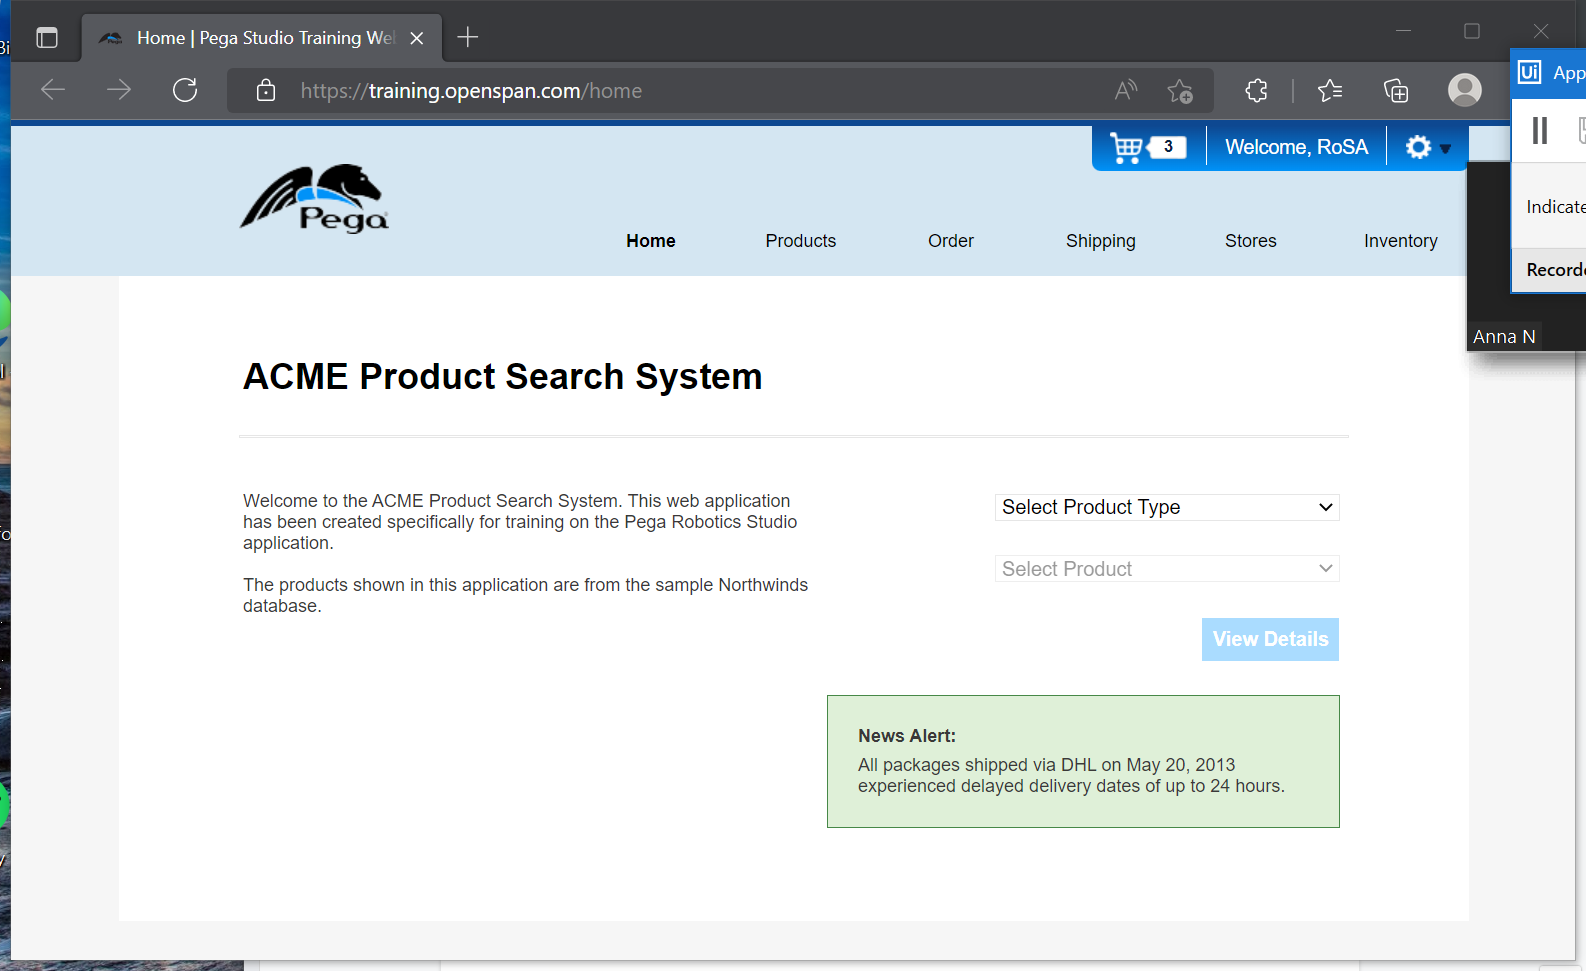 Home | Pega Studio Training We
https://training.openspan.com/home
Ui
App
3
Welcome, RoSA
Pega
Home
Products
Order
Shipping
Stores
Inventory
Indicate
Recorde
Anna N
ACME Product Search System
Welcome to the ACME Product Search System. This web application
has been created specifically for training on the Pega Robotics Studio
application.
The products shown in this application are from the sample Northwinds
database.
Select Product Type
Select Product
View Details
News Alert:
All packages shipped via DHL on May 20, 2013
experienced delayed delivery dates of up to 24 hours.